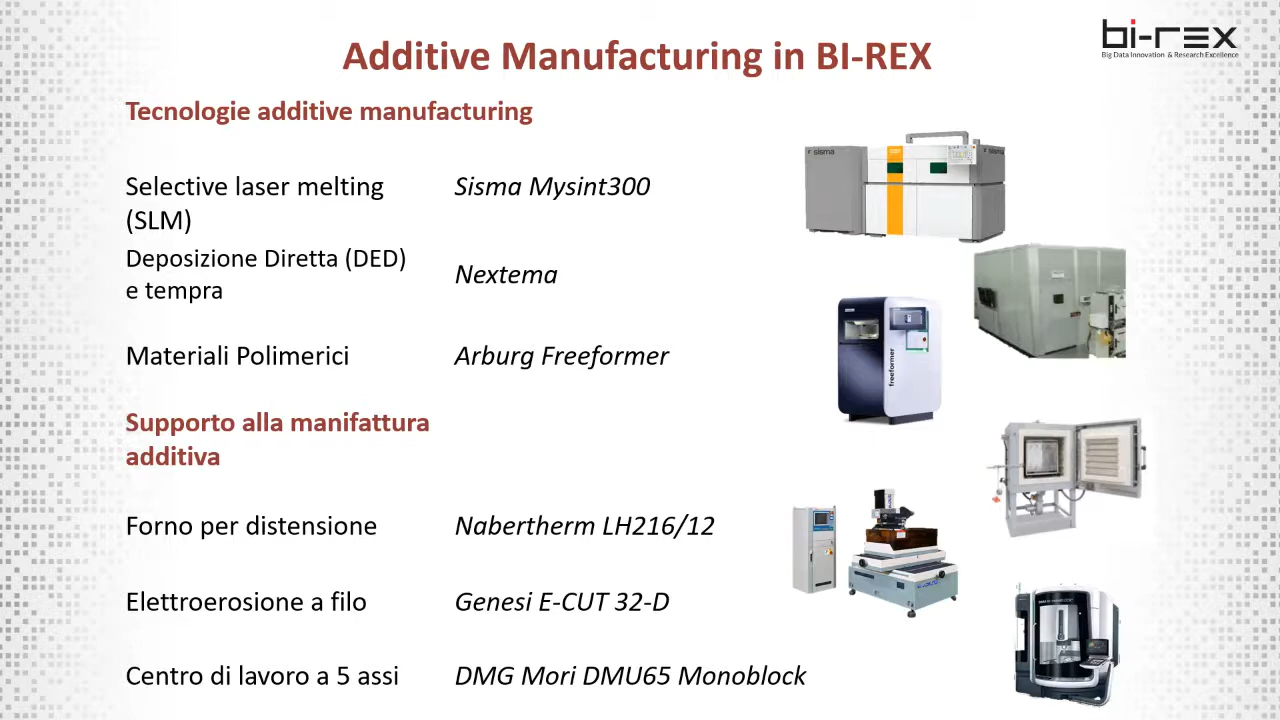 Additive Manufacturing in BI-REX
bi-rex
Big Data Innovation & Research Excellence
Tecnologie additive manufacturing
Selective laser melting
(SLM)
Sisma Mysint300
Deposizione Diretta (DED)
e tempra
Nextema
Materiali Polimerici
Arburg Freeformer
Supporto alla manifattura
additiva
Forno per distensione
Nabertherm LH216/12
Elettroerosione a filo
Genesi E-CUT 32-D
Centro di lavoro a 5 assi
DMG Mori DMU65 Monoblock
sisma
sisma
freeformer